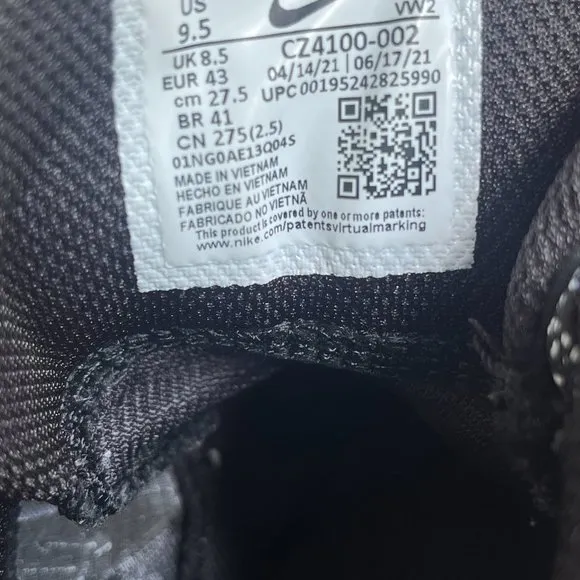 US
9.5
VW2
UK 8.5
CZ4100-002
EUR 43
04/14/21 | 06/17/21
cm 27.5
UPC 00195242825990
BR 41
CN 275(2.5)
01NG0AE13Q04S
MADE IN VIETNAM
HECHO EN VIETNAM
FABRIQUE AU VIETNAM
FABRICADO NO VIETNÃ
This product is covered by one or more patents:
www.nike.com/patentsvirtualmarking